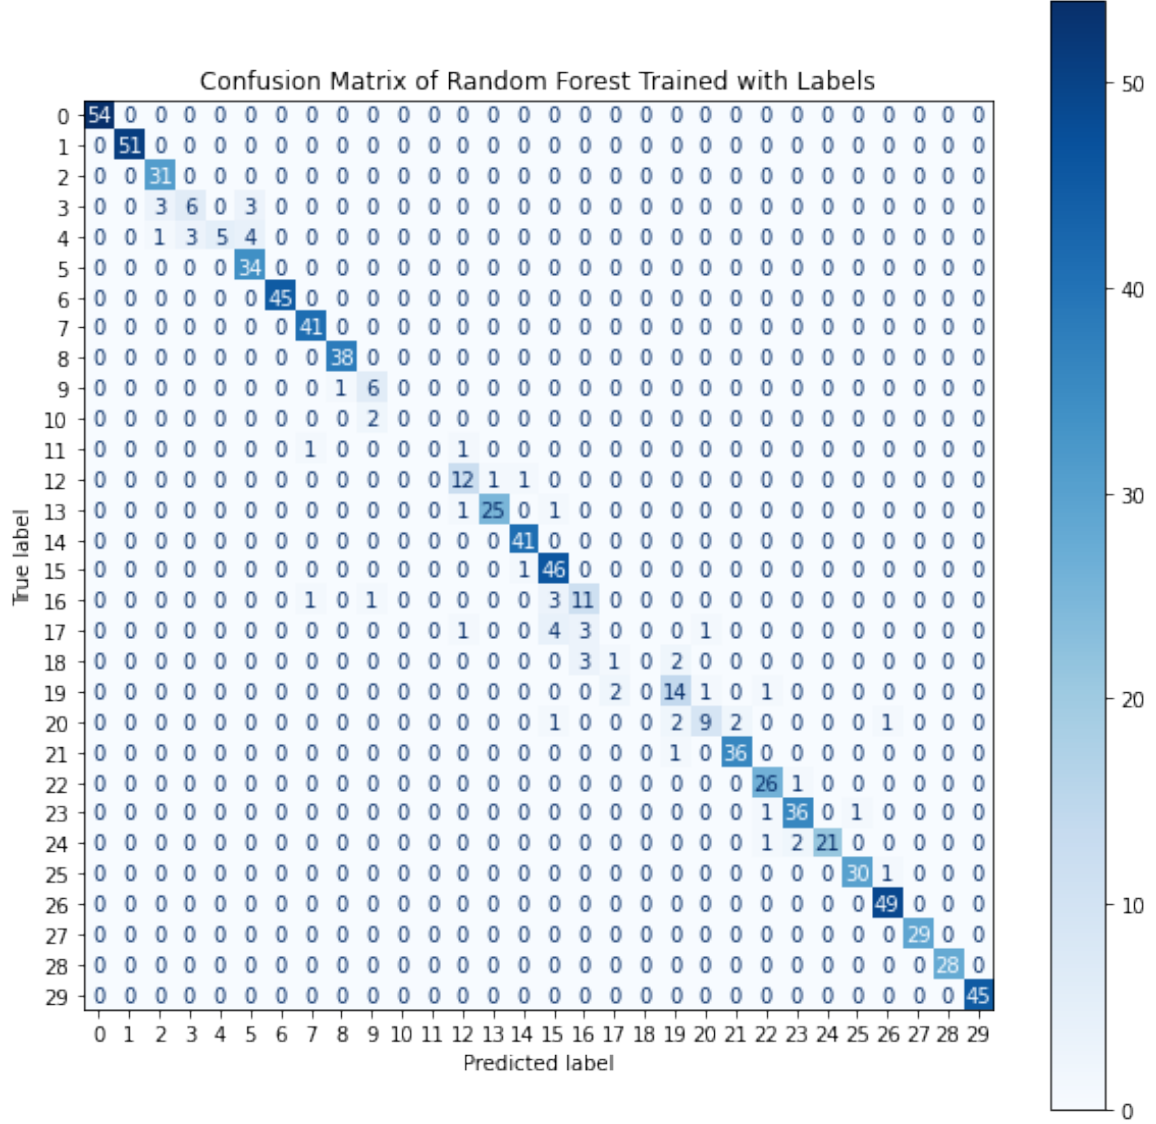 Confusion Matrix of Random Forest Trained with Labels
0 54 0 0 0 0 0 0 0 0 0 0 0 0 0 0 0 0 0 0 0 0 0 0 0 0 0 0 0 0 0
1 0 51 0 0 0 0 0 0 0 0 0 0 0 0 0 0 0 0 0 0 0 0 0 0 0 0 0 0 0 0
2 0 0 31 0 0 0 0 0 0 0 0 0 0 0 0 0 0 0 0 0 0 0 0 0 0 0 0 0 0 0
3 0 0 3 6 0 3 0 0 0 0 0 0 0 0 0 0 0 0 0 0 0 0 0 0 0 0 0 0 0 0
4 0 0 1 3 5 4 0 0 0 0 0 0 0 0 0 0 0 0 0 0 0 0 0 0 0 0 0 0 0 0
5 0 0 0 0 0 34 0 0 0 0 0 0 0 0 0 0 0 0 0 0 0 0 0 0 0 0 0 0 0 0
6 0 0 0 0 0 0 45 0 0 0 0 0 0 0 0 0 0 0 0 0 0 0 0 0 0 0 0 0 0 0
7 0 0 0 0 0 0 0 41 0 0 0 0 0 0 0 0 0 0 0 0 0 0 0 0 0 0 0 0 0 0
8 0 0 0 0 0 0 0 0 38 0 0 0 0 0 0 0 0 0 0 0 0 0 0 0 0 0 0 0 0 0
9 0 0 0 0 0 0 0 0 1 6 0 0 0 0 0 0 0 0 0 0 0 0 0 0 0 0 0 0 0 0
10 0 0 0 0 0 0 0 0 0 2 0 0 0 0 0 0 0 0 0 0 0 0 0 0 0 0 0 0 0 0
11 0 0 0 0 0 0 0 1 0 0 0 0 1 0 0 0 0 0 0 0 0 0 0 0 0 0 0 0 0 0
12 0 0 0 0 0 0 0 0 0 0 0 0 12 1 1 0 0 0 0 0 0 0 0 0 0 0 0 0 0 0
13 0 0 0 0 0 0 0 0 0 0 0 0 1 25 0 1 0 0 0 0 0 0 0 0 0 0 0 0 0 0
14 0 0 0 0 0 0 0 0 0 0 0 0 0 0 41 0 0 0 0 0 0 0 0 0 0 0 0 0 0 0
15 0 0 0 0 0 0 0 0 0 0 0 0 0 0 1 46 0 0 0 0 0 0 0 0 0 0 0 0 0 0
16 0 0 0 0 0 0 0 1 0 1 0 0 0 0 0 3 11 0 0 0 0 0 0 0 0 0 0 0 0 0
17 0 0 0 0 0 0 0 0 0 0 0 0 1 0 0 4 3 0 0 0 1 0 0 0 0 0 0 0 0 0
18 0 0 0 0 0 0 0 0 0 0 0 0 0 0 0 0 3 1 0 2 0 0 0 0 0 0 0 0 0 0
19 0 0 0 0 0 0 0 0 0 0 0 0 0 0 0 0 0 2 0 14 1 0 1 0 0 0 0 0 0 0
20 0 0 0 0 0 0 0 0 0 0 0 0 0 0 0 1 0 0 0 2 9 2 0 0 0 0 1 0 0 0
21 0 0 0 0 0 0 0 0 0 0 0 0 0 0 0 0 0 0 0 1 0 36 0 0 0 0 0 0 0 0
22 0 0 0 0 0 0 0 0 0 0 0 0 0 0 0 0 0 0 0 0 0 0 26 1 0 0 0 0 0 0
23 0 0 0 0 0 0 0 0 0 0 0 0 0 0 0 0 0 0 0 0 0 0 1 36 0 1 0 0 0 0
24 0 0 0 0 0 0 0 0 0 0 0 0 0 0 0 0 0 0 0 0 0 0 1 2 21 0 0 0 0 0
25 0 0 0 0 0 0 0 0 0 0 0 0 0 0 0 0 0 0 0 0 0 0 0 0 0 30 1 0 0 0
26 0 0 0 0 0 0 0 0 0 0 0 0 0 0 0 0 0 0 0 0 0 0 0 0 0 0 49 0 0 0
27 0 0 0 0 0 0 0 0 0 0 0 0 0 0 0 0 0 0 0 0 0 0 0 0 0 0 0 29 0 0
28 0 0 0 0 0 0 0 0 0 0 0 0 0 0 0 0 0 0 0 0 0 0 0 0 0 0 0 0 28 0
29 0 0 0 0 0 0 0 0 0 0 0 0 0 0 0 0 0 0 0 0 0 0 0 0 0 0 0 0 0 45
0 1 2 3 4 5 6 7 8 9 10 11 12 13 14 15 16 17 18 19 20 21 22 23 24 25 26 27 28 29
Predicted label
True label
50
40
30
20
10
0